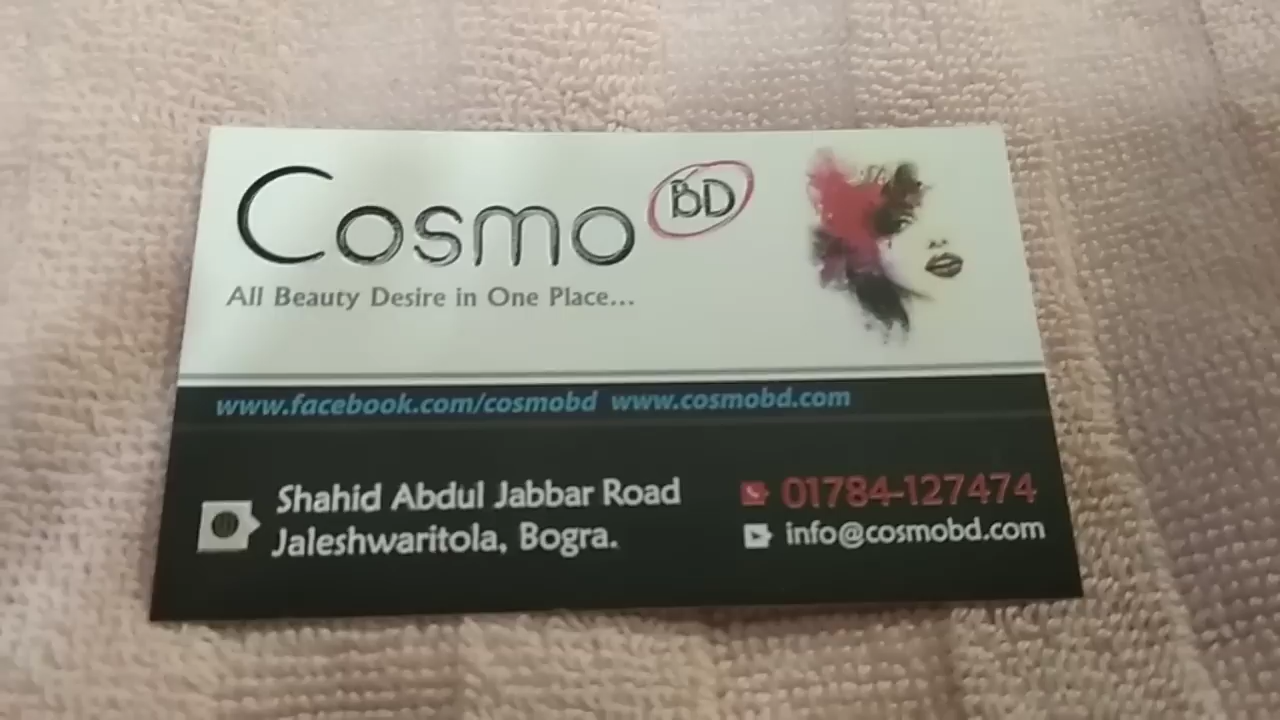 Cosmo BD
All Beauty Desire in One Place...
www.facebook.com/cosmobd www.cosmobd.com
Shahid Abdul Jabbar Road
Jaleshwaritola, Bogra.
01784-127474
info@cosmobd.com